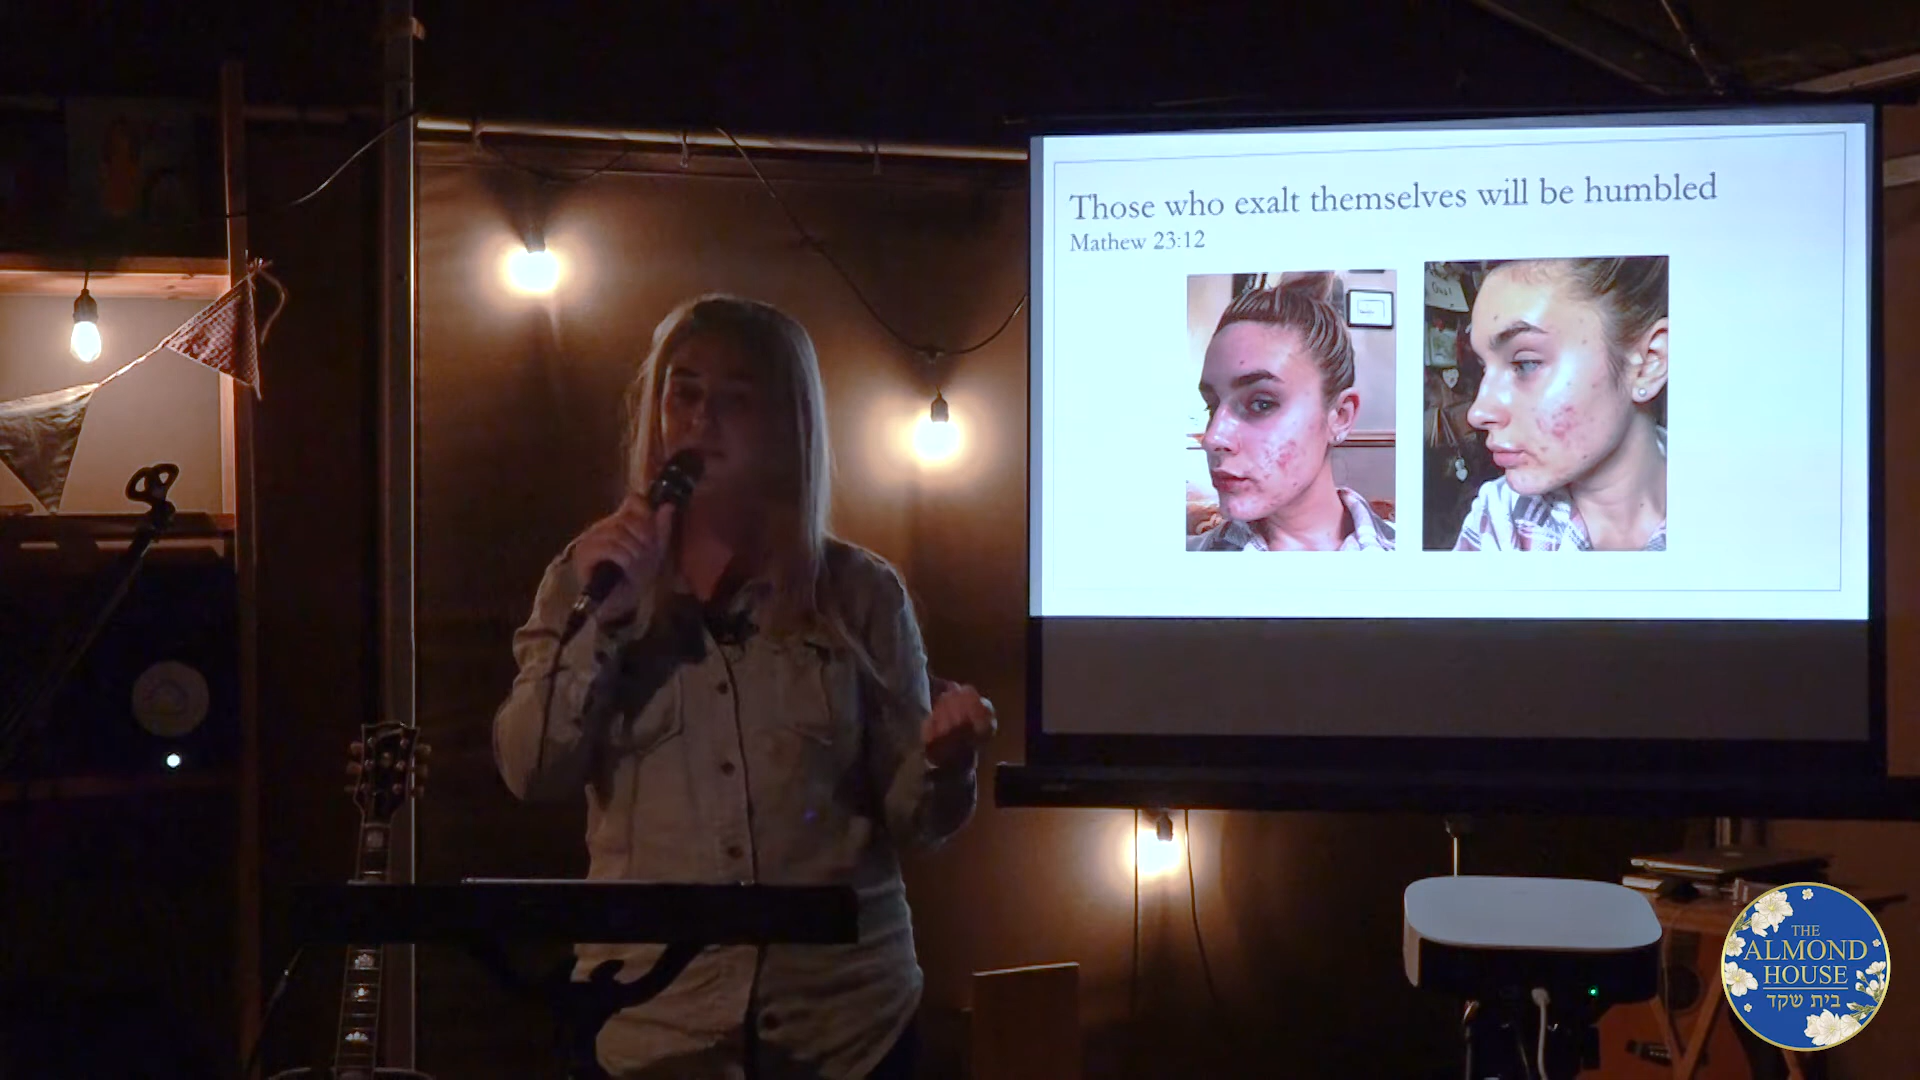 Those who exalt themselves will be humbled
Mathew 23:12
THE
ALMOND
HOUSE
בית שקד